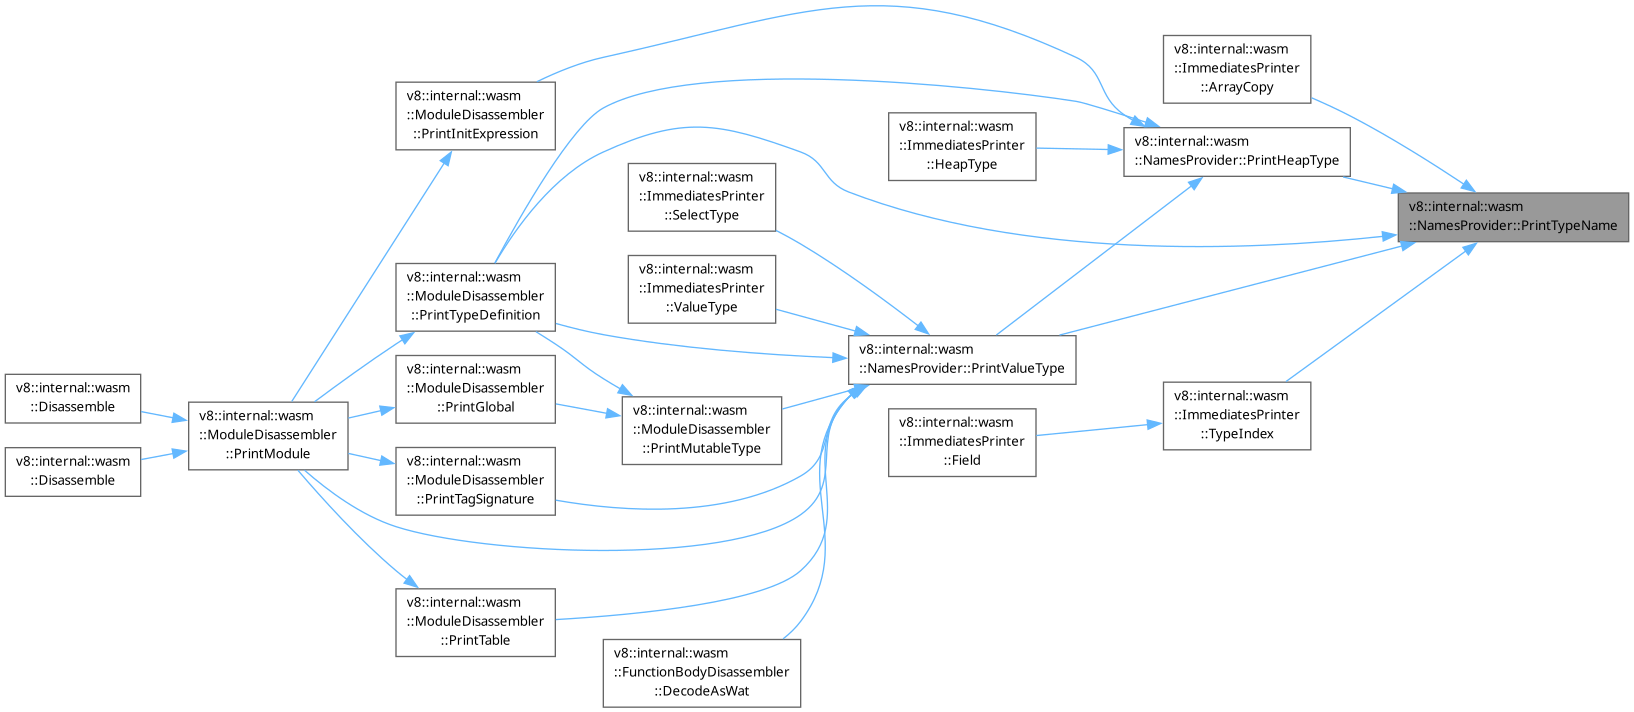 v8::internal::wasm
::ImmediatesPrinter
::ArrayCopy
v8::internal::wasm
::ModuleDisassembler
::PrintInitExpression
v8::internal::wasm
::ImmediatesPrinter
::HeapType
v8::internal::wasm
::NamesProvider::PrintHeapType
v8::internal::wasm
::ImmediatesPrinter
::SelectType
v8::internal::wasm
::NamesProvider::PrintTypeName
v8::internal::wasm
::ImmediatesPrinter
::ValueType
v8::internal::wasm
::ModuleDisassembler
::PrintTypeDefinition
v8::internal::wasm
::NamesProvider::PrintValueType
v8::internal::wasm
::ModuleDisassembler
::PrintGlobal
v8::internal::wasm
::Disassemble
v8::internal::wasm
::ImmediatesPrinter
::TypeIndex
v8::internal::wasm
::ModuleDisassembler
::PrintMutableType
v8::internal::wasm
::ModuleDisassembler
::PrintModule
v8::internal::wasm
::ImmediatesPrinter
::Field
v8::internal::wasm
::Disassemble
v8::internal::wasm
::ModuleDisassembler
::PrintTagSignature
v8::internal::wasm
::ModuleDisassembler
::PrintTable
v8::internal::wasm
::FunctionBodyDisassembler
::DecodeAsWat